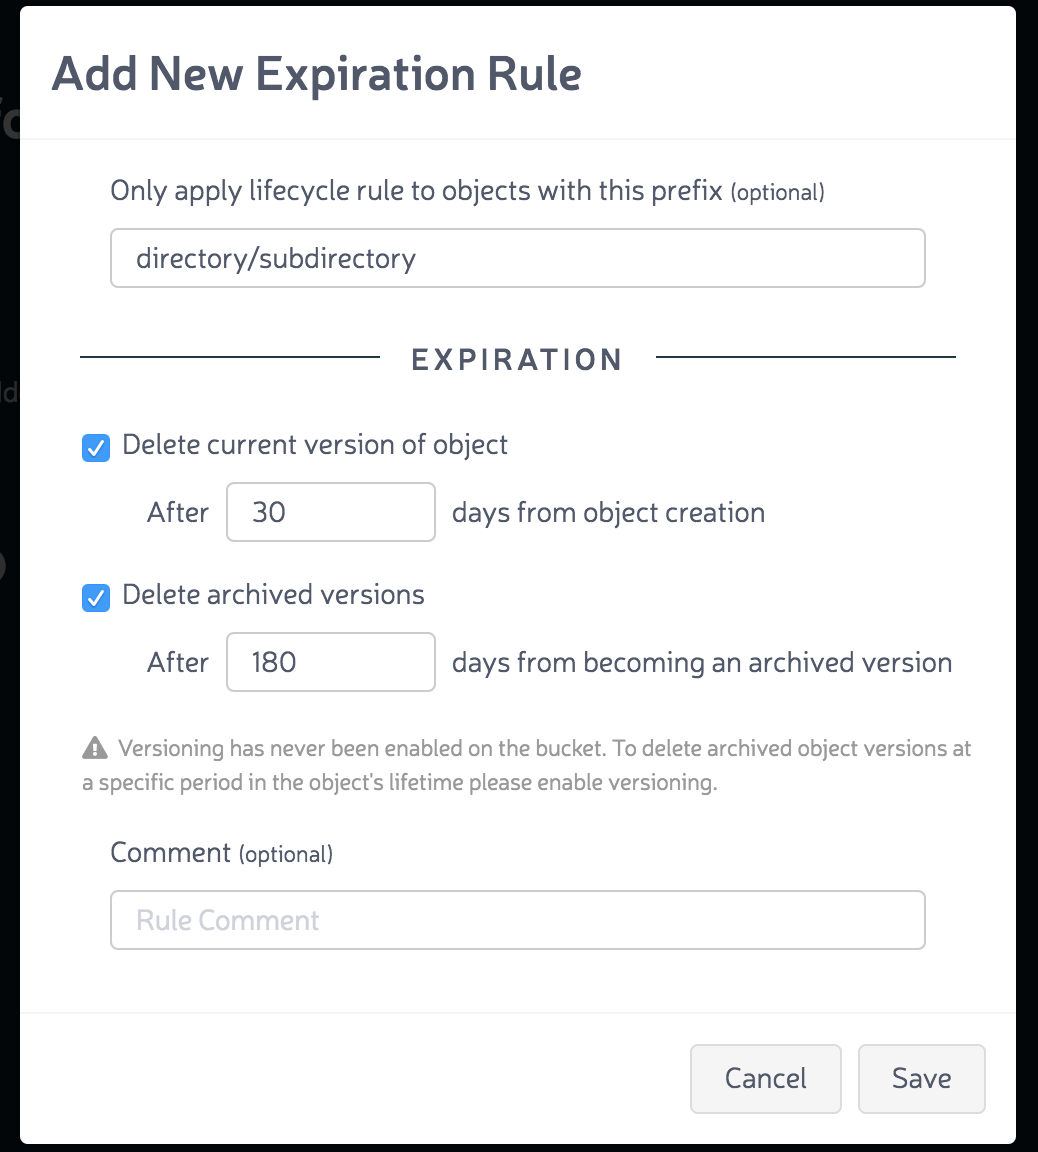 Add New Expiration Rule
Only apply lifecycle rule to objects with this prefix (optional)
directory/subdirectory
EXPIRATION
Delete current version of object
After 30 days from object creation
Delete archived versions
After 180 days from becoming an archived version
Versioning has never been enabled on the bucket. To delete archived object versions at
a specific period in the object's lifetime please enable versioning.
Comment (optional)
Rule Comment
Cancel Save